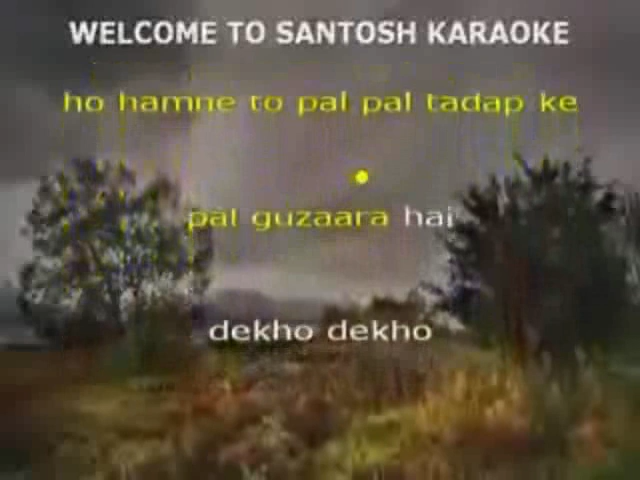 WELCOME TO SANTOSH KARAOKE
ho hamne to pal pal tadap ke
pal guzaara hai
dekho dekho